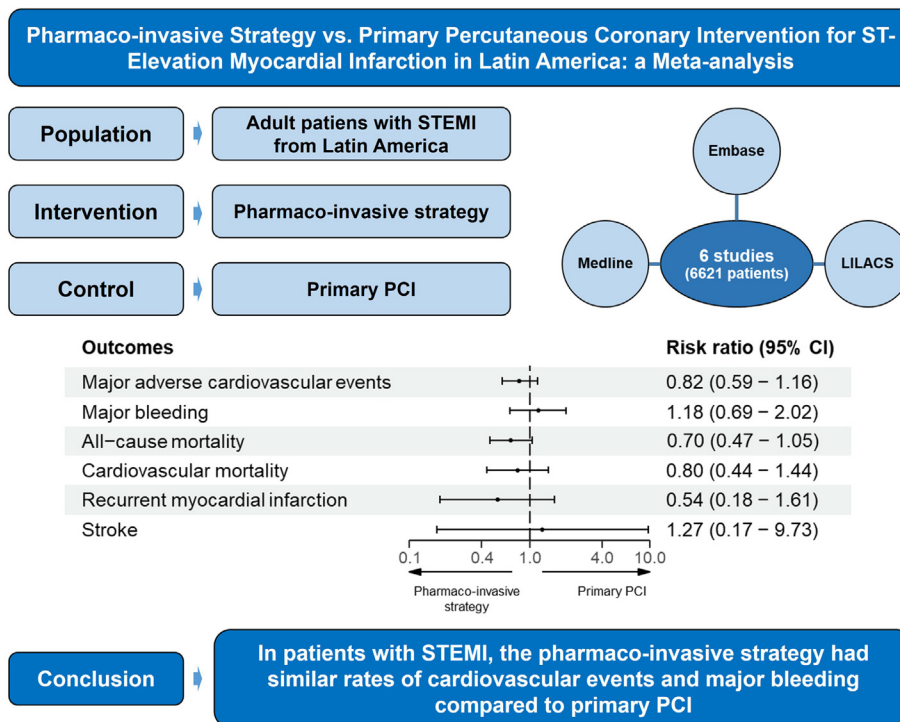 Pharmaco-invasive Strategy vs. Primary Percutaneous Coronary Intervention for ST-
Elevation Myocardial Infarction in Latin America: a Meta-analysis
Population
Adult patiens with STEMI
from Latin America
Intervention
Pharmaco-invasive strategy
Control
Primary PCI
Embase
Medline
6 studies
(6621 patients)
LILACS
Outcomes Risk ratio (95% CI)
Major adverse cardiovascular events 0.82 (0.59 − 1.16)
Major bleeding 1.18 (0.69 − 2.02)
All−cause mortality 0.70 (0.47 − 1.05)
Cardiovascular mortality 0.80 (0.44 − 1.44)
Recurrent myocardial infarction 0.54 (0.18 − 1.61)
Stroke 1.27 (0.17 − 9.73)
0.1 0.4 1.0 4.0 10.0
Pharmaco-invasive
strategy
Primary PCI
Conclusion
In patients with STEMI, the pharmaco-invasive strategy had
similar rates of cardiovascular events and major bleeding
compared to primary PCI